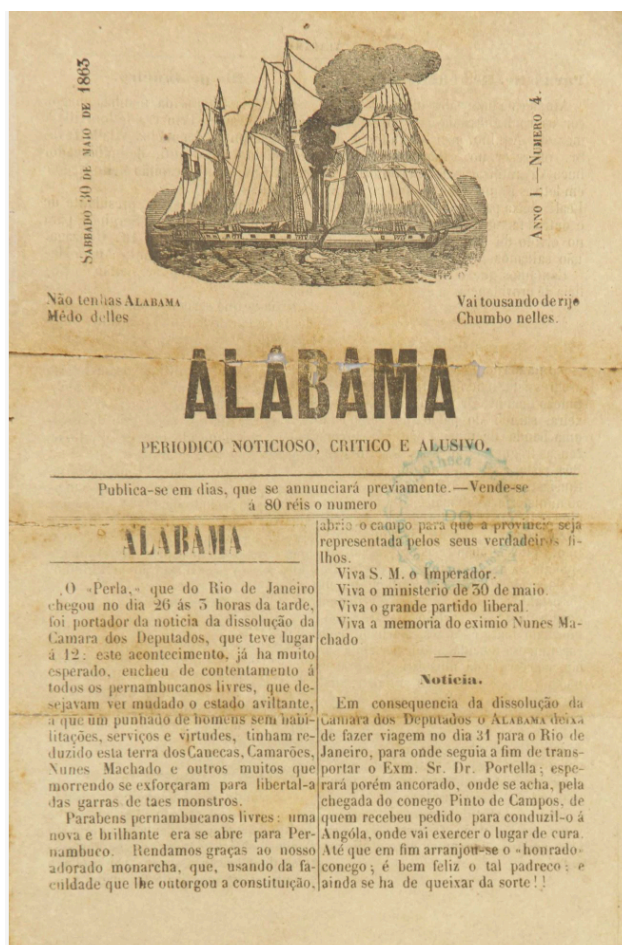 SABBADO 30 DE MAIO DE 1863
ANNO 1.—NUMERO 4.
Não tenhas ALABAMA
Mêdo delles
Vai tousando de rijo
Chumbo nelles.
ALABAMA
PERIODICO NOTICIOSO, CRITICO E ALUSIVO.
Publica-se em dias, que se annunciará previamente.—Vende-se
á 80 réis o numero
ALABAMA
O «Perla,» que do Rio de Janeiro
chegou no dia 26 ás 3 horas da tarde,
foi portador da noticia da dissolução da
Camara dos Deputados, que teve lugar
á 12: este acontecimento, já ha muito
esperado, encheu de contentamento á
todos os pernambucanos livres, que de-
sejavam ver mudado o estado aviltante,
a que um punhado de homens sem habi-
litações, serviços e virtudes, tinham re-
duzido esta terra dos Canecas, Camarões,
Nunes Machado e outros muitos que
morrendo se exforçaram para libertal-a
das garras de taes monstros.
Parabens pernambucanos livres: uma
nova e brilhante era se abre para Per-
nambuco. Rendamos graças ao nosso
adorado monarcha, que, usando da fa-
culdade que lhe outorgou a constituição,
abrio o campo para que a provincia seja
representada pelos seus verdadeiros fi-
lhos.
Viva S. M. o Imperador.
Viva o ministerio de 30 de maio.
Viva o grande partido liberal.
Viva a memoria do eximio Nunes Ma-
chado
Noticia.
Em consequencia da dissolução da
Camara dos Deputados o ALABAMA deixa
de fazer viagem no dia 31 para o Rio de
Janeiro, para onde seguia a fim de trans-
portar o Exm. Sr. Dr. Portella; espe-
rará porém ancorado, onde se acha, pela
chegada do conego Pinto de Campos, de
quem recebeu pedido para conduzil-o á
Angóla, onde vai exercer o lugar de cura.
Até que em fim arranjou-se o «honrado»
conego; é bem feliz o tal padreco; e
ainda se ha de queixar da sorte!!